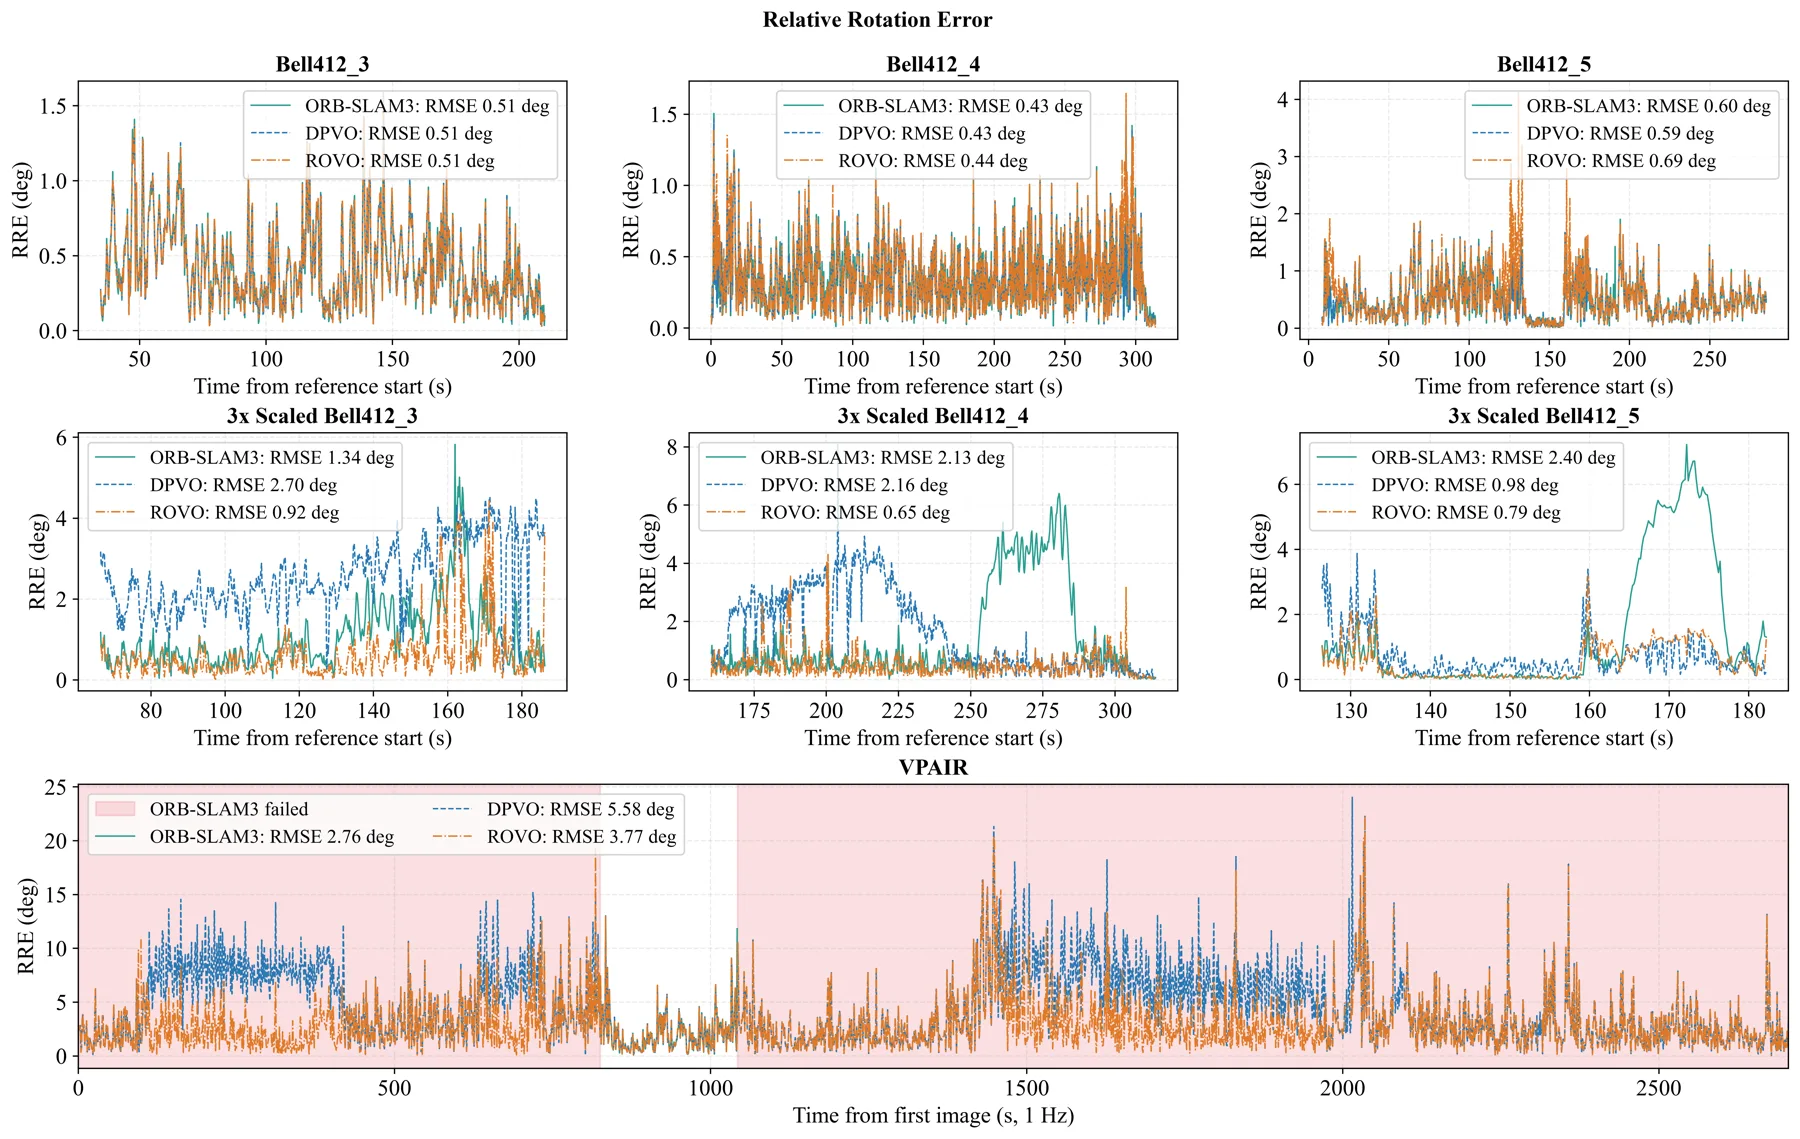 Relative Rotation Error
Bell412_3
RRE (deg)
1.5
1.0
0.5
0.0
ORB-SLAM3: RMSE 0.51 deg
DPVO: RMSE 0.51 deg
ROVO: RMSE 0.51 deg
50 100 150 200
Time from reference start (s)
Bell412_4
RRE (deg)
1.5
1.0
0.5
0.0
ORB-SLAM3: RMSE 0.43 deg
DPVO: RMSE 0.43 deg
ROVO: RMSE 0.44 deg
0 50 100 150 200 250 300
Time from reference start (s)
Bell412_5
RRE (deg)
4
3
2
1
0
ORB-SLAM3: RMSE 0.60 deg
DPVO: RMSE 0.59 deg
ROVO: RMSE 0.69 deg
0 50 100 150 200 250
Time from reference start (s)
3x Scaled Bell412_3
RRE (deg)
6
4
2
0
ORB-SLAM3: RMSE 1.34 deg
DPVO: RMSE 2.70 deg
ROVO: RMSE 0.92 deg
80 100 120 140 160 180
Time from reference start (s)
3x Scaled Bell412_4
RRE (deg)
8
6
4
2
0
ORB-SLAM3: RMSE 2.13 deg
DPVO: RMSE 2.16 deg
ROVO: RMSE 0.65 deg
175 200 225 250 275 300
Time from reference start (s)
3x Scaled Bell412_5
RRE (deg)
6
4
2
0
ORB-SLAM3: RMSE 2.40 deg
DPVO: RMSE 0.98 deg
ROVO: RMSE 0.79 deg
130 140 150 160 170 180
Time from reference start (s)
VPAIR
RRE (deg)
25
20
15
10
5
0
ORB-SLAM3 failed
ORB-SLAM3: RMSE 2.76 deg
DPVO: RMSE 5.58 deg
ROVO: RMSE 3.77 deg
0 500 1000 1500 2000 2500
Time from first image (s, 1 Hz)